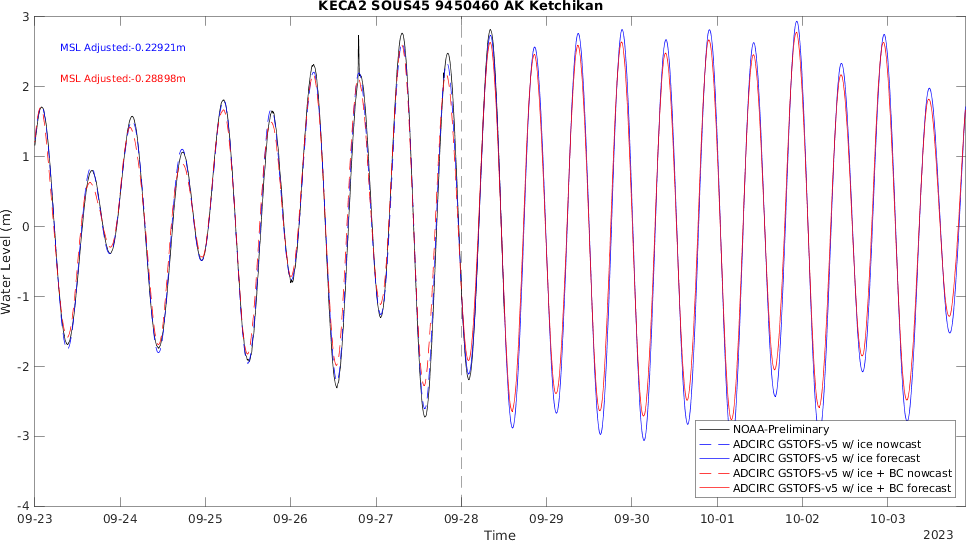 KECA2 SOUS45 9450460 AK Ketchikan
MSL Adjusted:-0.22921m
MSL Adjusted:-0.28898m
Water Level (m)
3
2
1
0
-1
-2
-3
-4
NOAA-Preliminary
ADCIRC GSTOFS-v5 w/ ice nowcast
ADCIRC GSTOFS-v5 w/ ice forecast
ADCIRC GSTOFS-v5 w/ ice + BC nowcast
ADCIRC GSTOFS-v5 w/ ice + BC forecast
09-23 09-24 09-25 09-26 09-27 09-28 09-29 09-30 10-01 10-02 10-03
Time
2023